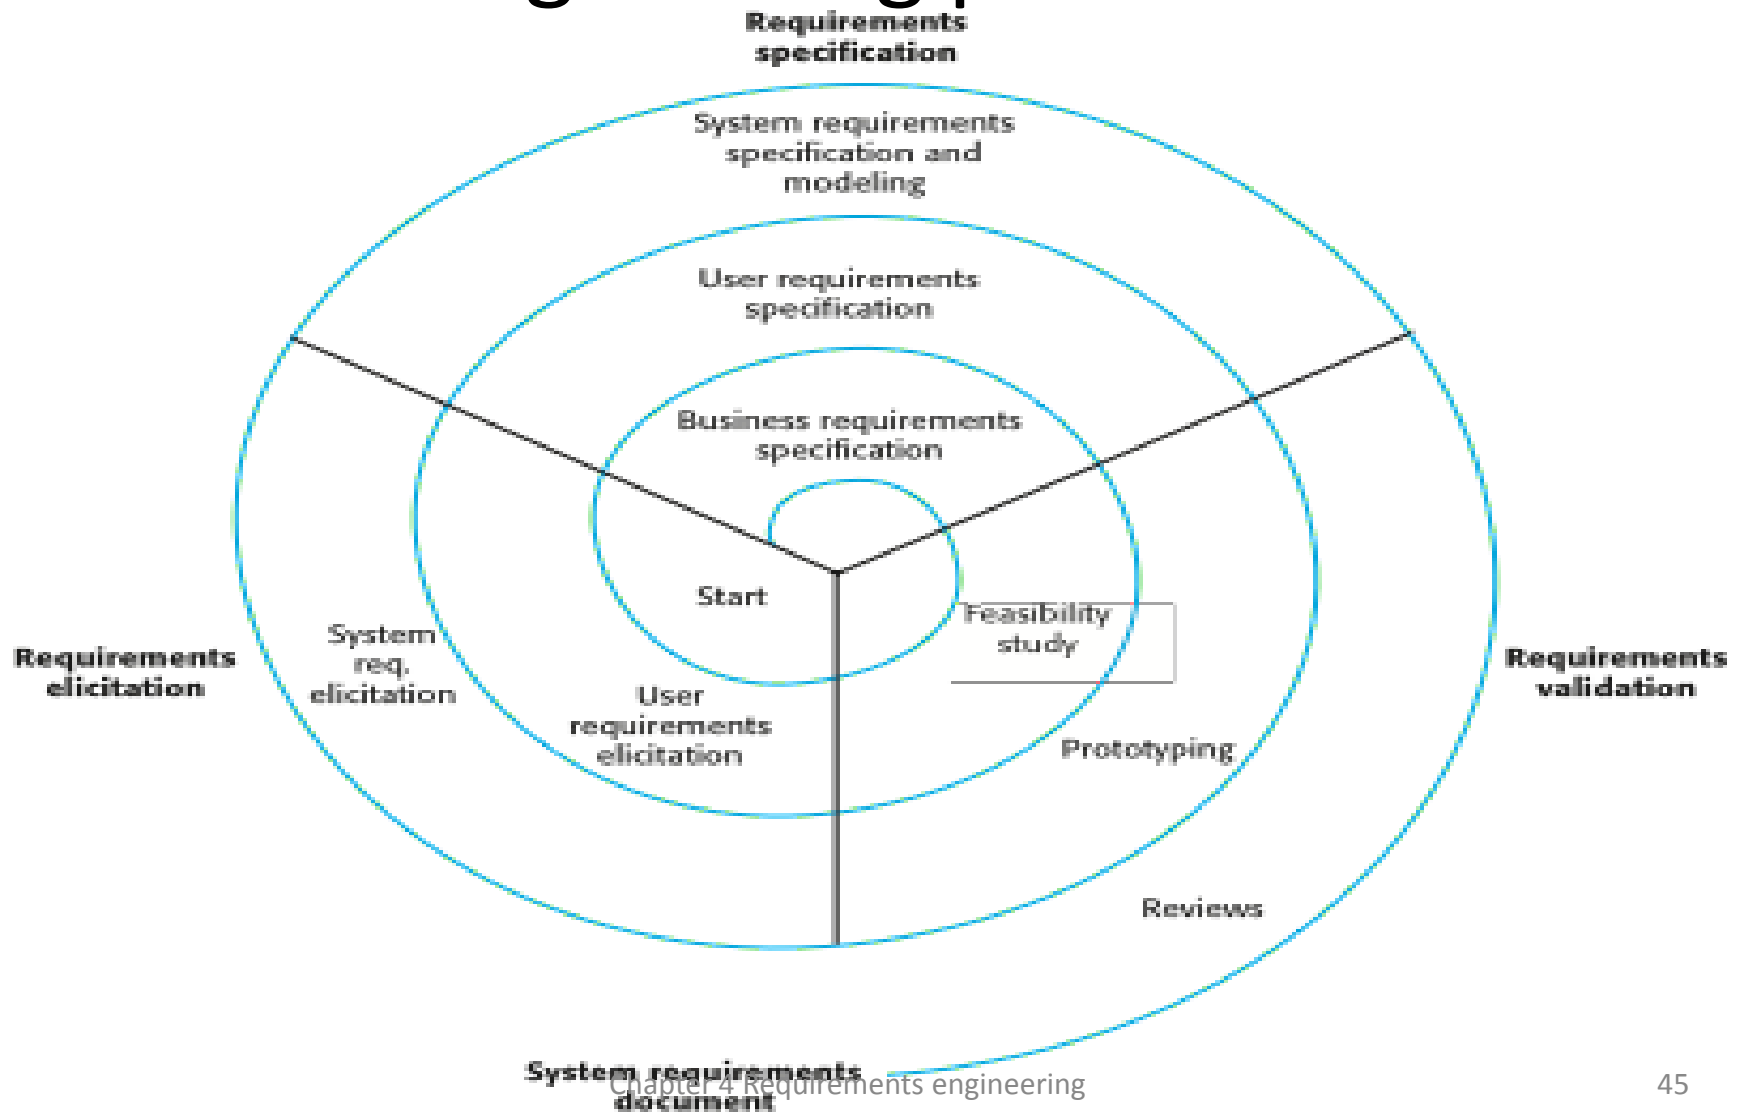 Requirements
specification
System requirements
specification and
modeling
User requirements
specification
Business requirements
specification
Start
Feasibility
study
System
req.
elicitation
Requirements
elicitation
Requirements
validation
User
requirements
elicitation
Prototyping
Reviews
System requirements
document
Chapter 4 Requirements engineering
45